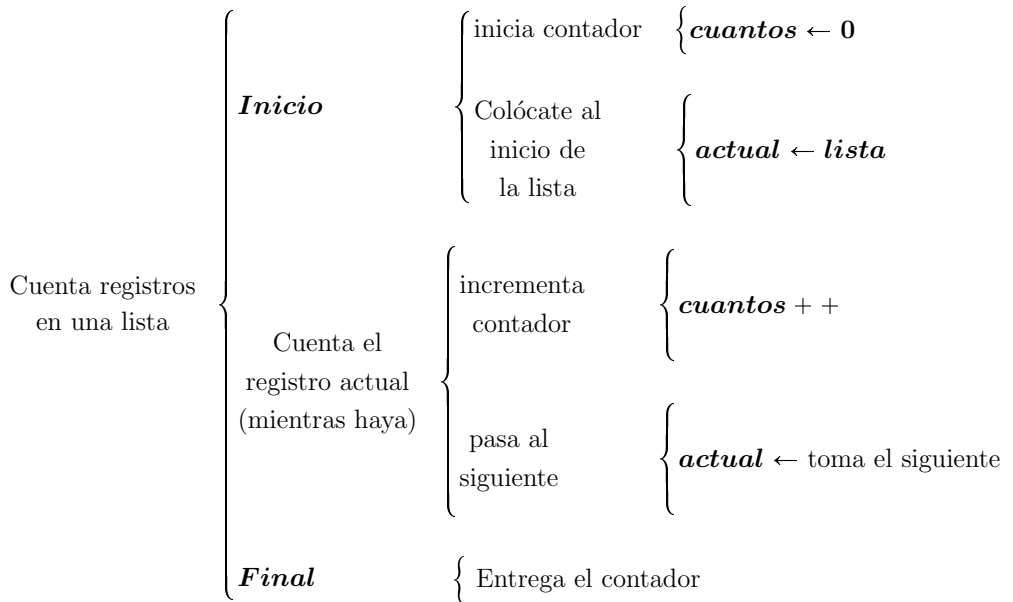 Cuenta registros
en una lista
Inicio
inicia contador
cuantos ← 0
Colócate al
inicio de
la lista
actual ← lista
Cuenta el
registro actual
(mientras haya)
incrementa
contador
cuantos + +
pasa al
siguiente
actual ← toma el siguiente
Final
Entrega el contador